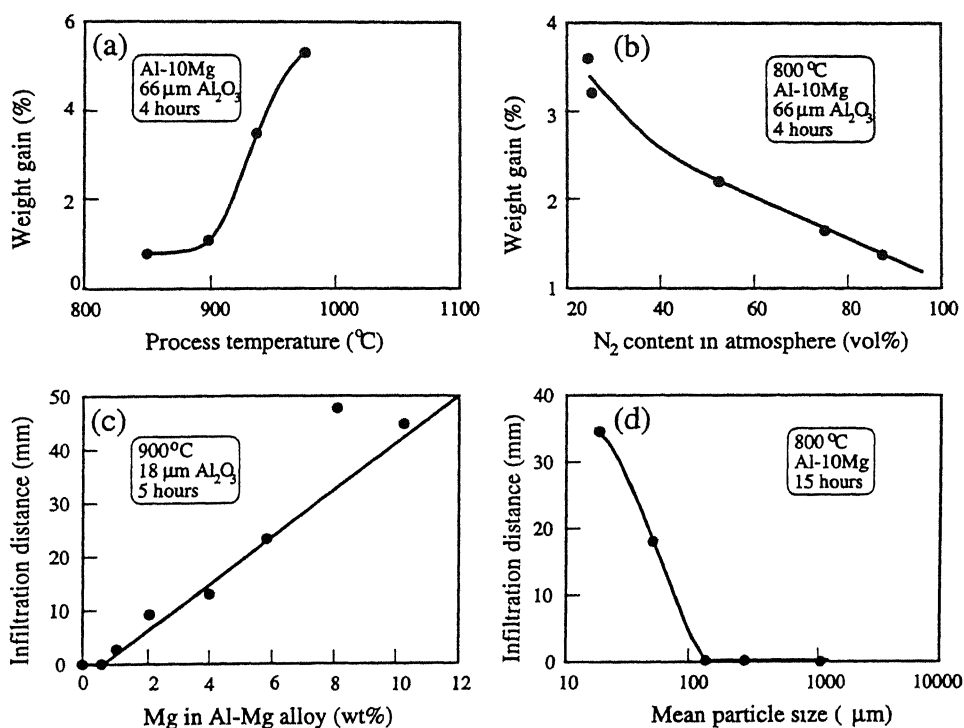 (a)
Al-10Mg
66 µm Al₂O₃
4 hours
6
4
2
0
800
900
1000
1100
Weight gain (%)
Process temperature (°C)
(b)
800 °C
Al-10Mg
66 µm Al₂O₃
4 hours
4
3
2
1
20
40
60
80
100
Weight gain (%)
N₂ content in atmosphere (vol%)
(c)
900°C
18 µm Al₂O₃
5 hours
50
40
30
20
10
0
0
2
4
6
8
10
12
Infiltration distance (mm)
Mg in Al-Mg alloy (wt%)
(d)
800 °C
Al-10Mg
15 hours
40
30
20
10
0
10
100
1000
10000
Infiltration distance (mm)
Mean particle size ( µm)